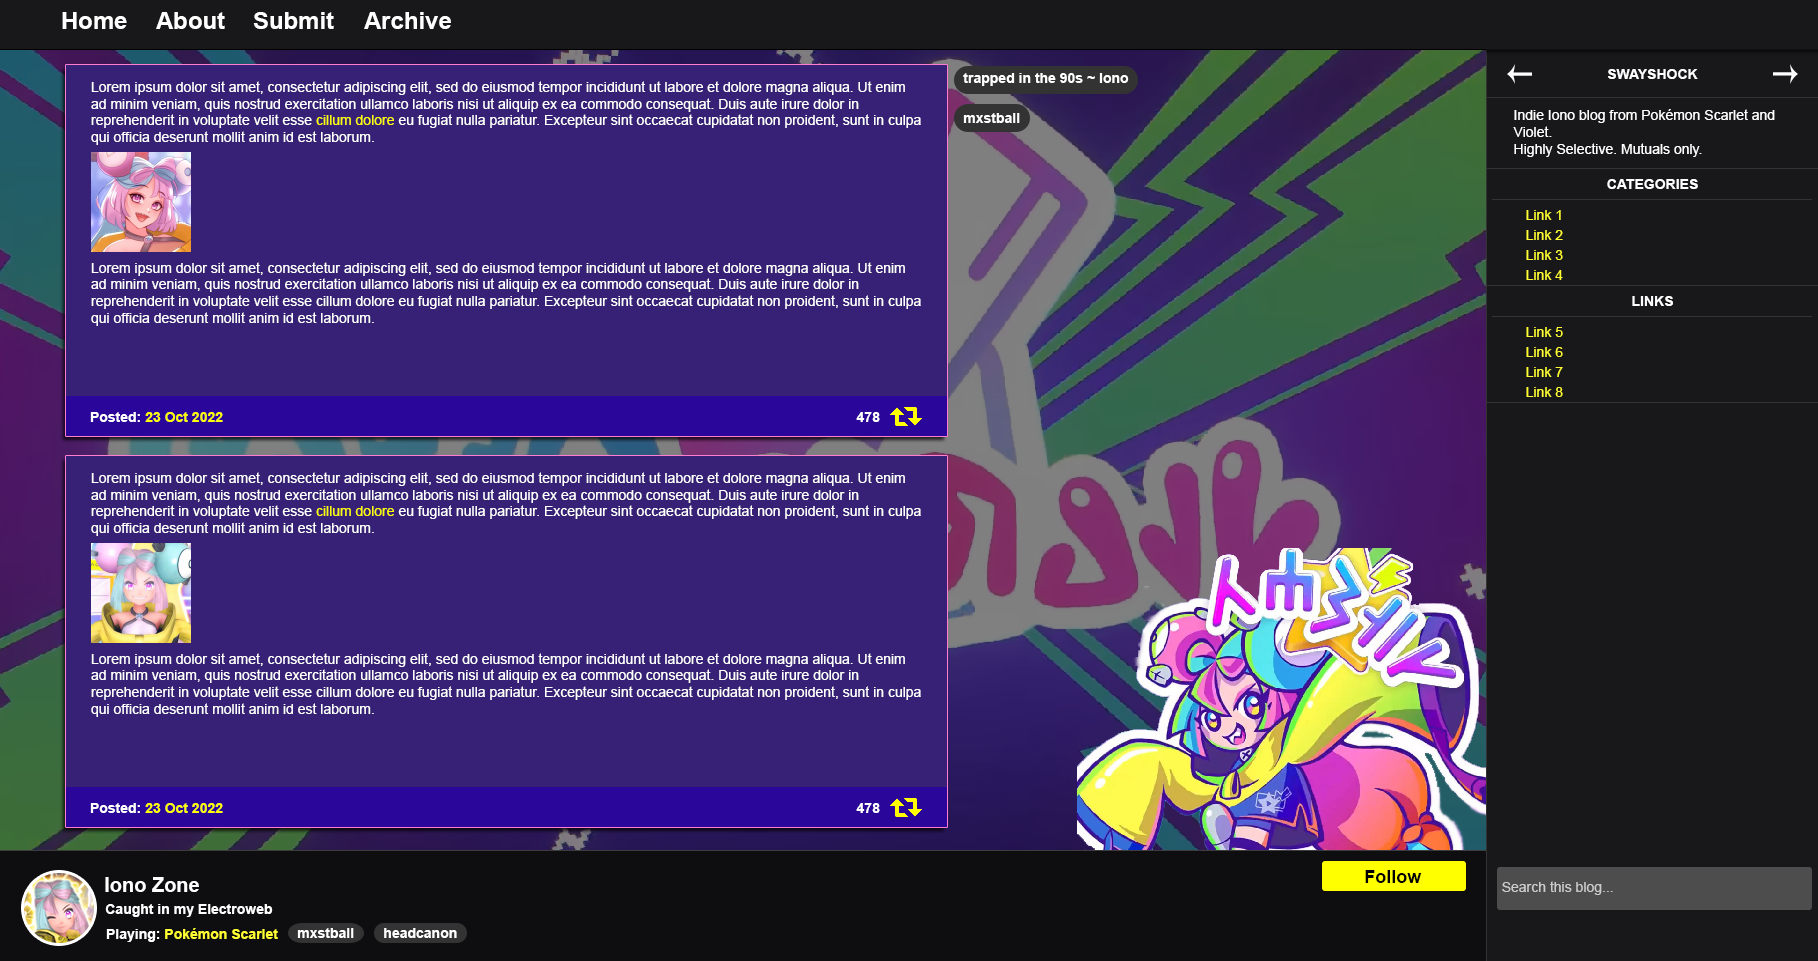 Home About Submit Archive
Lorem ipsum dolor sit amet, consectetur adipiscing elit, sed do eiusmod tempor incididunt ut labore et dolore magna aliqua. Ut enim
ad minim veniam, quis nostrud exercitation ullamco laboris nisi ut aliquip ex ea commodo consequat. Duis aute irure dolor in
reprehenderit in voluptate velit esse cillum dolore eu fugiat nulla pariatur. Excepteur sint occaecat cupidatat non proident, sunt in culpa
qui officia deserunt mollit anim id est laborum.
Lorem ipsum dolor sit amet, consectetur adipiscing elit, sed do eiusmod tempor incididunt ut labore et dolore magna aliqua. Ut enim
ad minim veniam, quis nostrud exercitation ullamco laboris nisi ut aliquip ex ea commodo consequat. Duis aute irure dolor in
reprehenderit in voluptate velit esse cillum dolore eu fugiat nulla pariatur. Excepteur sint occaecat cupidatat non proident, sunt in culpa
qui officia deserunt mollit anim id est laborum.
Posted: 23 Oct 2022
478
trapped in the 90s ~ Iono
mxstball
Lorem ipsum dolor sit amet, consectetur adipiscing elit, sed do eiusmod tempor incididunt ut labore et dolore magna aliqua. Ut enim
ad minim veniam, quis nostrud exercitation ullamco laboris nisi ut aliquip ex ea commodo consequat. Duis aute irure dolor in
reprehenderit in voluptate velit esse cillum dolore eu fugiat nulla pariatur. Excepteur sint occaecat cupidatat non proident, sunt in culpa
qui officia deserunt mollit anim id est laborum.
Lorem ipsum dolor sit amet, consectetur adipiscing elit, sed do eiusmod tempor incididunt ut labore et dolore magna aliqua. Ut enim
ad minim veniam, quis nostrud exercitation ullamco laboris nisi ut aliquip ex ea commodo consequat. Duis aute irure dolor in
reprehenderit in voluptate velit esse cillum dolore eu fugiat nulla pariatur. Excepteur sint occaecat cupidatat non proident, sunt in culpa
qui officia deserunt mollit anim id est laborum.
Posted: 23 Oct 2022
478
SWAYSHOCK
Indie Iono blog from Pokémon Scarlet and
Violet.
Highly Selective. Mutuals only.
CATEGORIES
Link 1
Link 2
Link 3
Link 4
LINKS
Link 5
Link 6
Link 7
Link 8
Search this blog...
Iono Zone
Caught in my Electroweb
Playing: Pokémon Scarlet
mxstball
headcanon
Follow